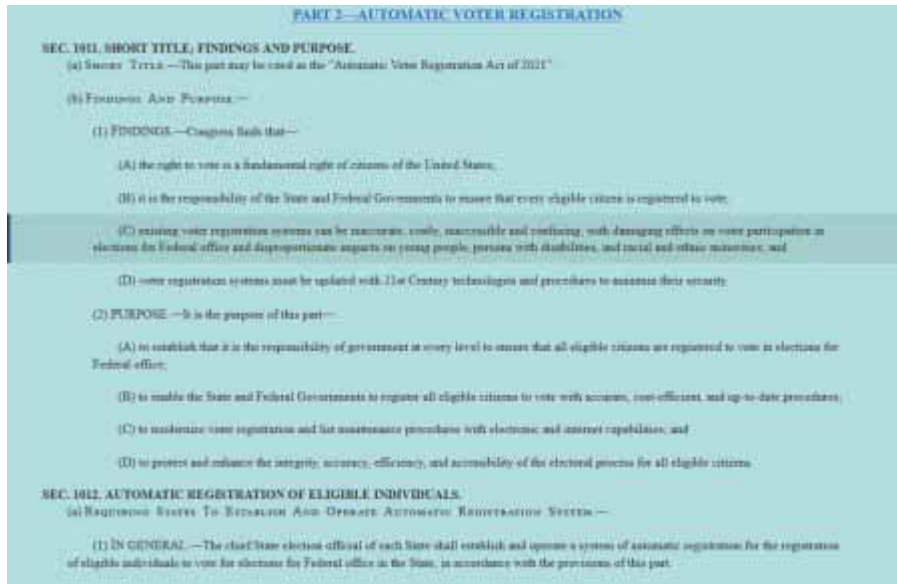 PART 2—AUTOMATIC VOTER REGISTRATION
SEC. 1011. SHORT TITLE; FINDINGS AND PURPOSE.
(a) SHORT TITLE.—This part may be cited as the "Automatic Voter Registration Act of 2021".
(b) FINDINGS AND PURPOSE.—
(1) FINDINGS.—Congress finds that—
(A) the right to vote is a fundamental right of citizens of the United States;
(B) it is the responsibility of the State and Federal Governments to ensure that every eligible citizen is registered to vote;
(C) existing voter registration systems can be inaccurate, costly, inaccessible and confusing, with damaging effects on voter participation in
elections for Federal office and disproportionate impacts on young people, persons with disabilities, and racial and ethnic minorities; and
(D) voter registration systems must be updated with 21st Century technologies and procedures to maintain their security.
(2) PURPOSE.—It is the purpose of this part—
(A) to establish that it is the responsibility of government at every level to ensure that all eligible citizens are registered to vote in elections for
Federal office;
(B) to enable the State and Federal Governments to register all eligible citizens to vote with accurate, cost-efficient, and up-to-date procedures;
(C) to modernize voter registration and list maintenance procedures with electronic and internet capabilities; and
(D) to protect and enhance the integrity, accuracy, efficiency, and accessibility of the electoral process for all eligible citizens.
SEC. 1012. AUTOMATIC REGISTRATION OF ELIGIBLE INDIVIDUALS.
(a) REQUIRING STATES TO ESTABLISH AND OPERATE AUTOMATIC REGISTRATION SYSTEM.—
(1) IN GENERAL.—The chief State election official of each State shall establish and operate a system of automatic registration for the registration
of eligible individuals to vote for elections for Federal office in the State, in accordance with the provisions of this part.